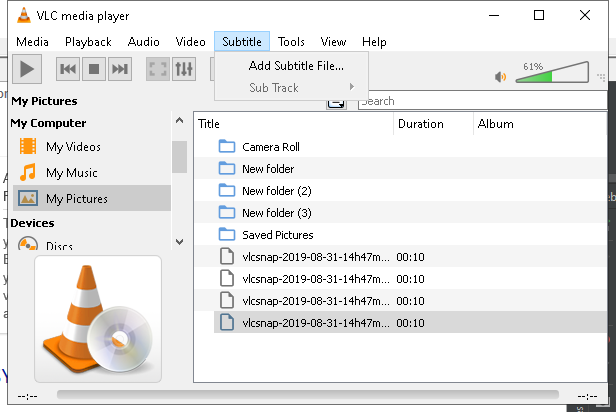 VLC media player
Media Playback Audio Video Subtitle Tools View Help
Add Subtitle File...
Sub Track
61%
My Pictures
Search
My Computer
Title Duration Album
My Videos
Camera Roll
My Music
New folder
My Pictures
New folder (2)
New folder (3)
Devices
Saved Pictures
Discs
vlcsnap-2019-08-31-14h47m... 00:10
vlcsnap-2019-08-31-14h47m... 00:10
vlcsnap-2019-08-31-14h47m... 00:10
vlcsnap-2019-08-31-14h47m... 00:10
--:-- --:--